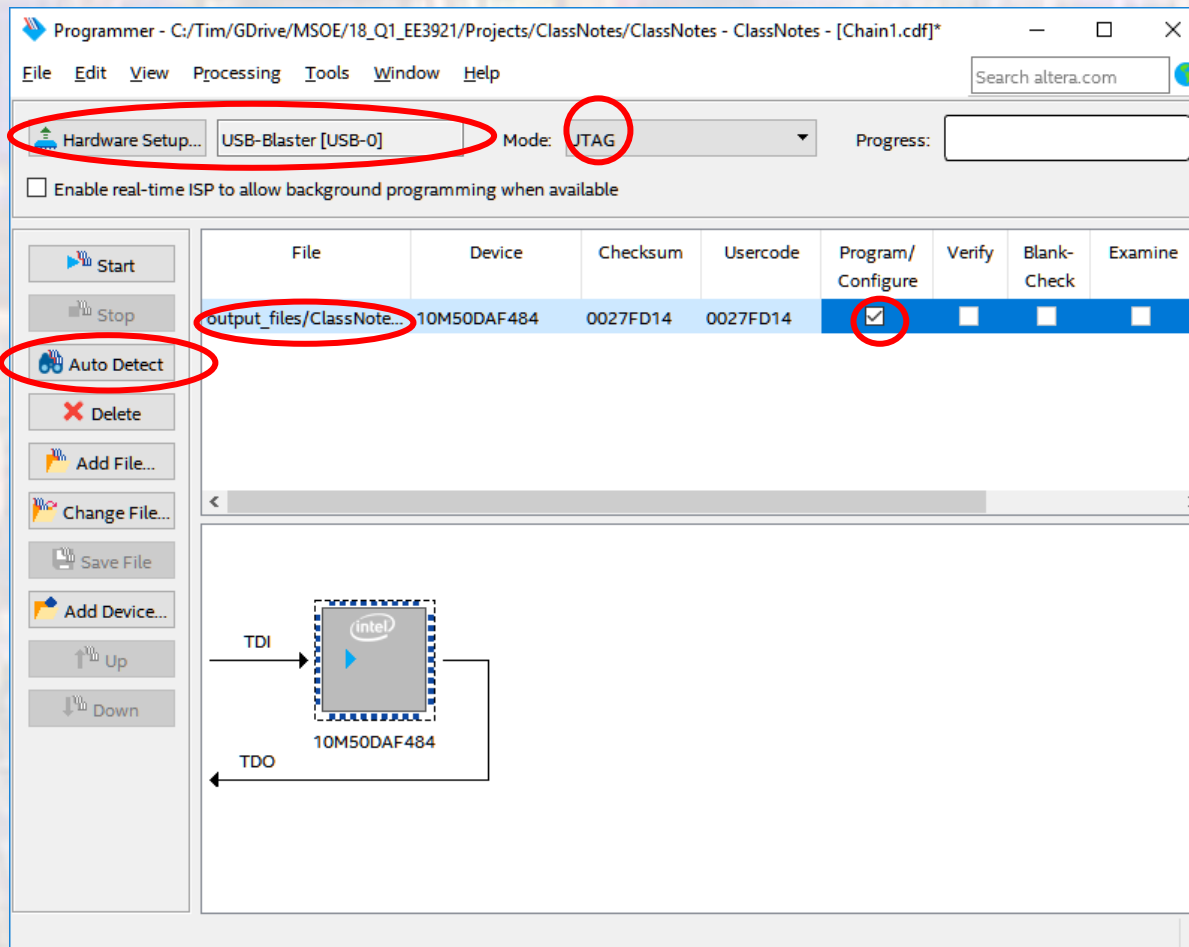 Programmer - C:/Tim/GDrive/MSOE/18_Q1_EE3921/Projects/ClassNotes/ClassNotes - ClassNotes - [Chain1.cdf]*
File Edit View Processing Tools Window Help
Search altera.com
Hardware Setup... USB-Blaster [USB-0] Mode: JTAG Progress:
Enable real-time ISP to allow background programming when available
File Device Checksum Usercode Program/ Configure Verify Blank- Check Examine
output_files/ClassNote... 10M50DAF484 0027FD14 0027FD14
Start
Stop
Auto Detect
Delete
Add File...
Change File...
Save File
Add Device...
Up
Down
TDI
intel
10M50DAF484
TDO